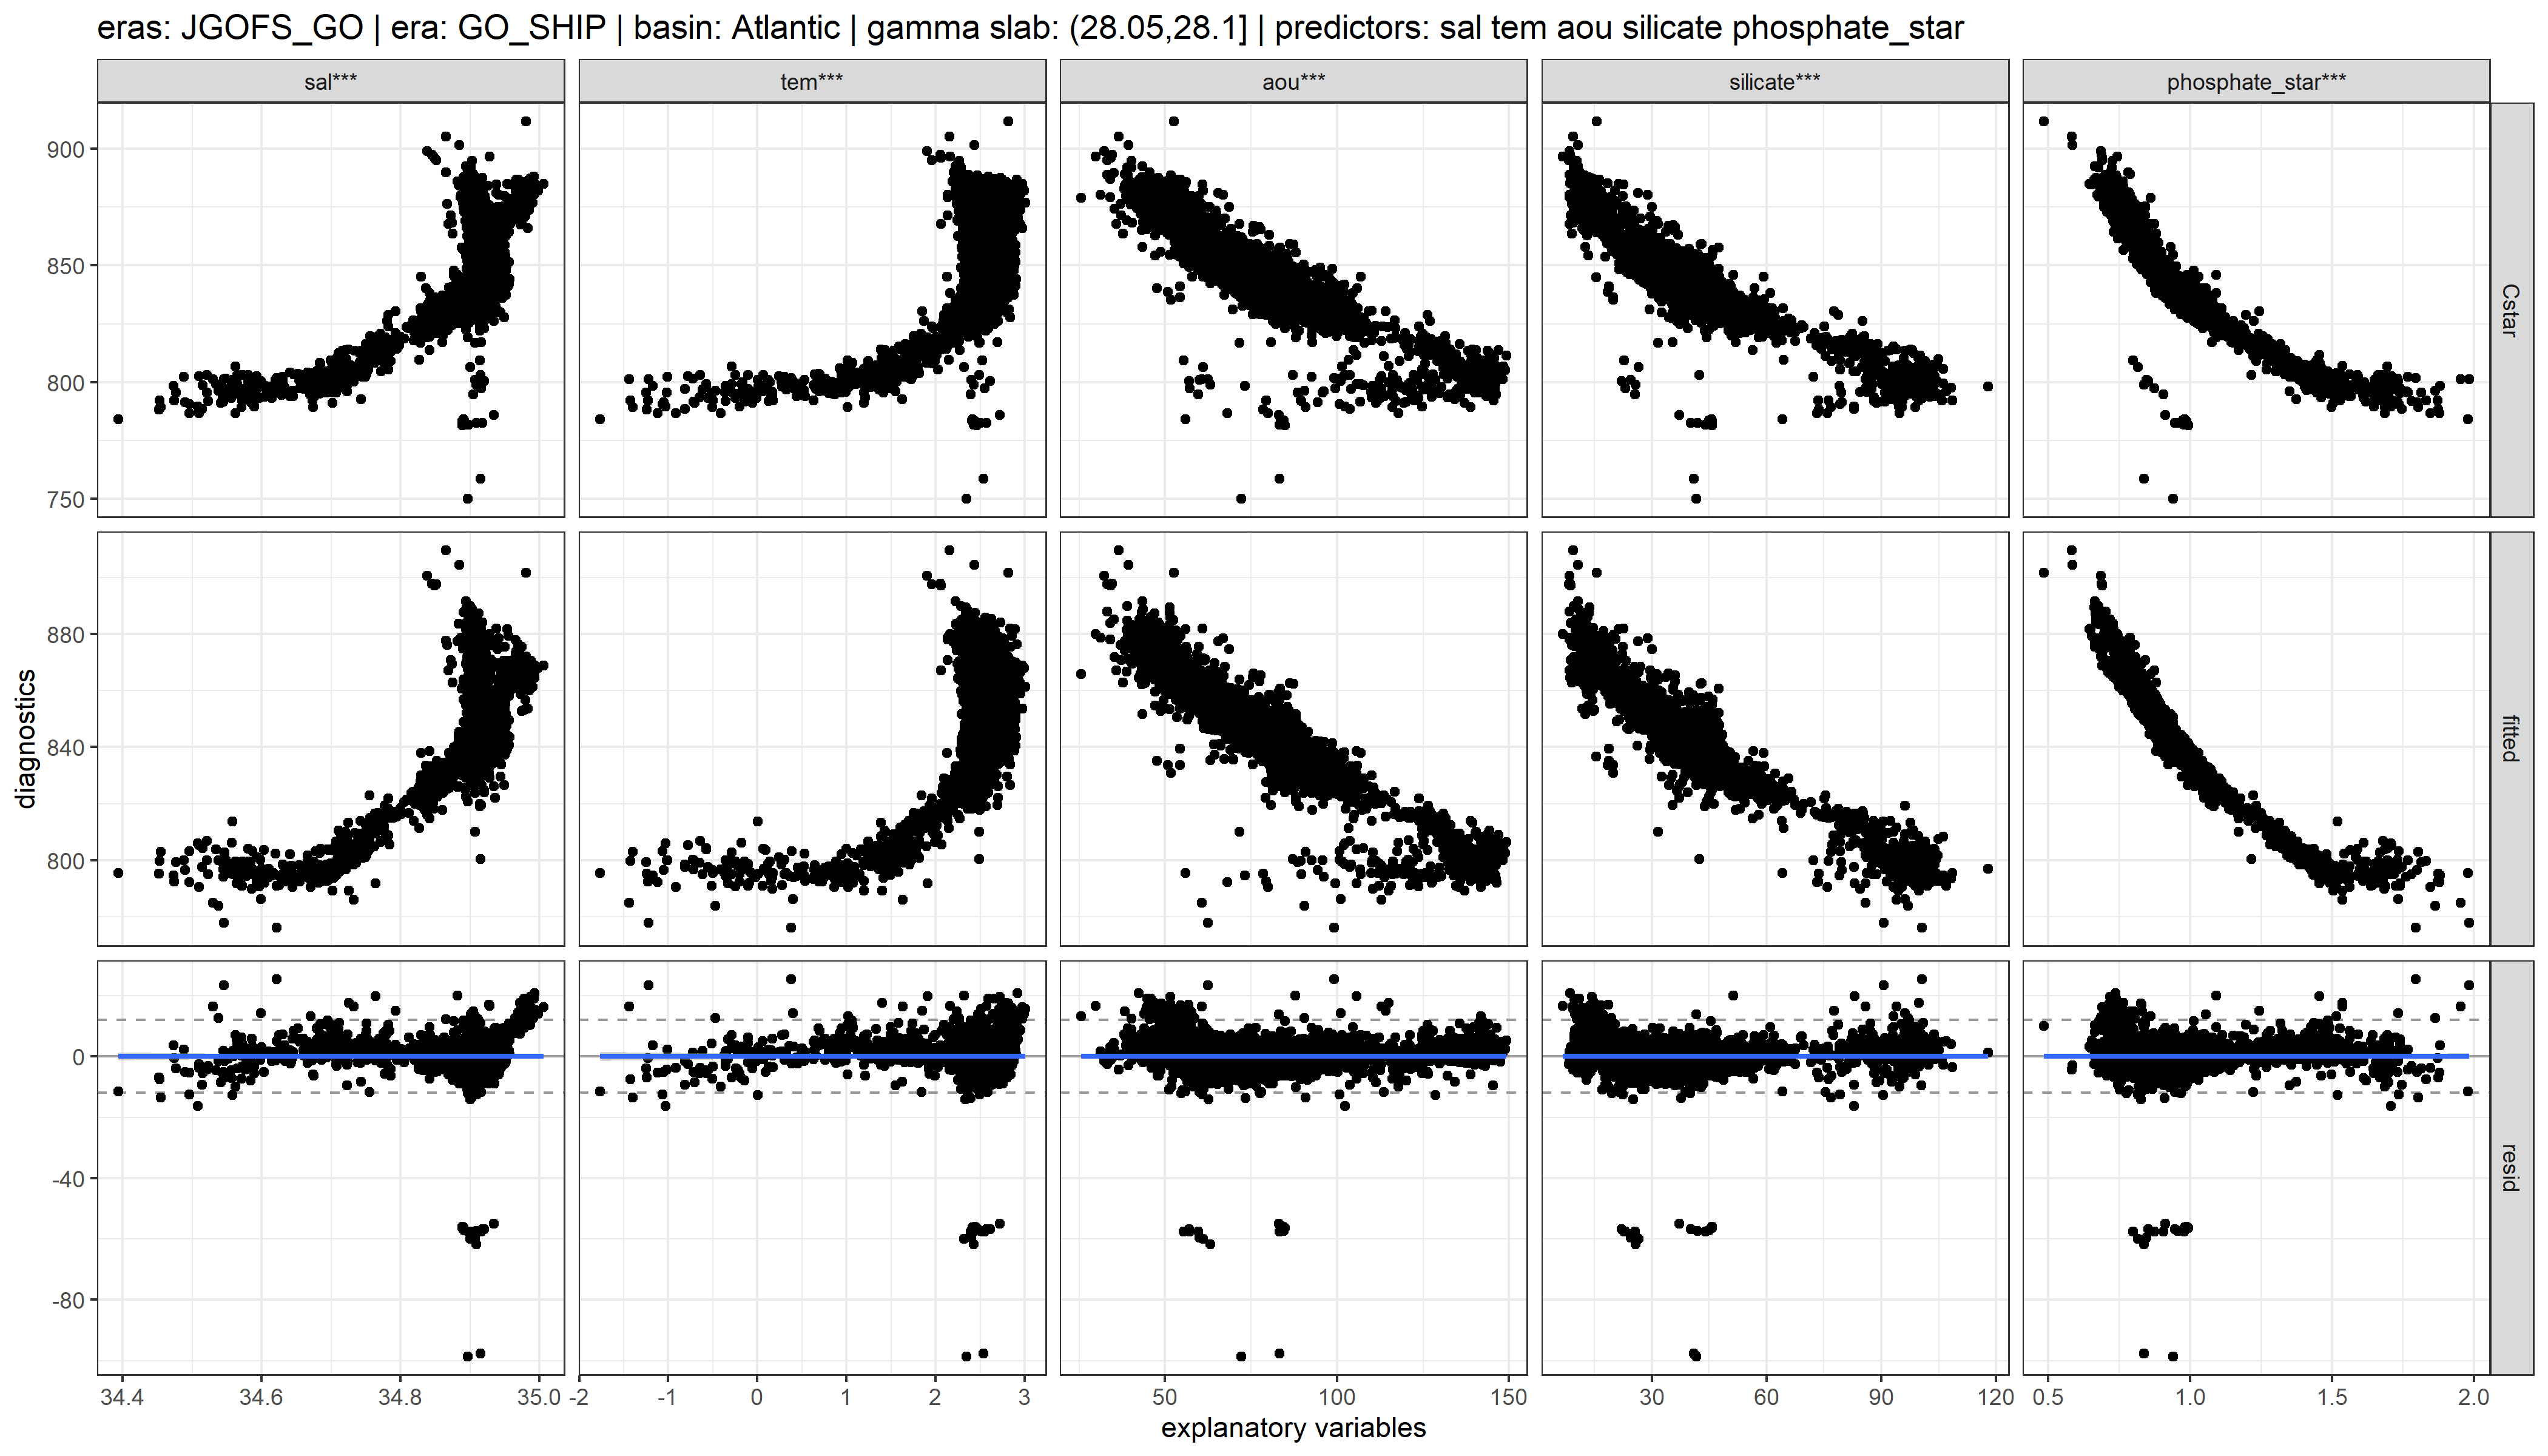 eras: JGOFS_GO | era: GO_SHIP | basin: Atlantic | gamma slab: (28.05,28.1] | predictors: sal tem aou silicate phosphate_star
sal*** tem*** aou*** silicate*** phosphate_star***
900
850
800
750
Cstar
880
840
800
fitted
diagnostics
0
-40
-80
resid
34.4 34.6 34.8 35.0 -2 -1 0 1 2 3 50 100 150 30 60 90 120 0.5 1.0 1.5 2.0
explanatory variables